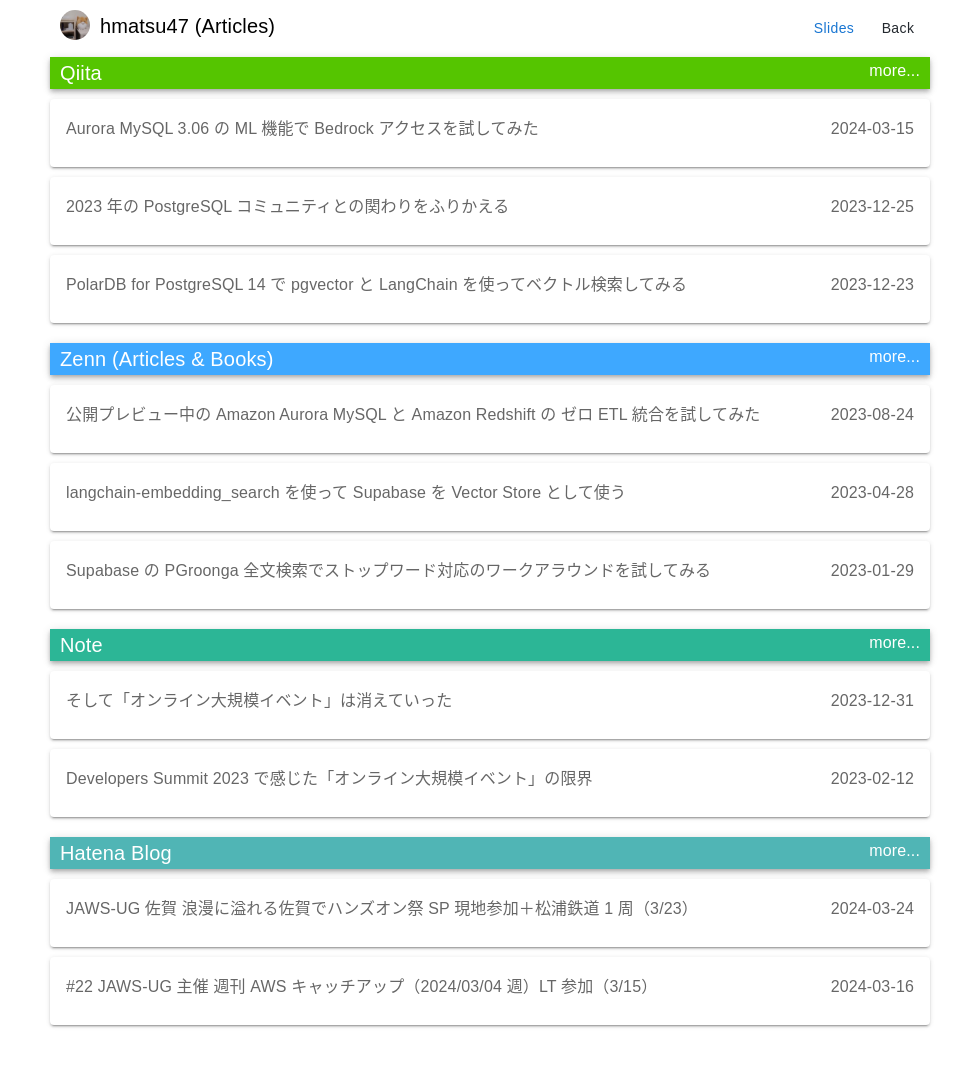 hmatsu47 (Articles)
Slides
Back
Qiita
more...
Aurora MySQL 3.06 の ML 機能で Bedrock アクセスを試してみた
2024-03-15
2023 年の PostgreSQL コミュニティとの関わりをふりかえる
2023-12-25
PolarDB for PostgreSQL 14 で pgvector と LangChain を使ってベクトル検索してみる
2023-12-23
Zenn (Articles & Books)
more...
公開プレビュー中の Amazon Aurora MySQL と Amazon Redshift の ゼロ ETL 統合を試してみた
2023-08-24
langchain-embedding_search を使って Supabase を Vector Store として使う
2023-04-28
Supabase の PGroonga 全文検索でストップワード対応のワークアラウンドを試してみる
2023-01-29
Note
more...
そして「オンライン大規模イベント」は消えていった
2023-12-31
Developers Summit 2023 で感じた「オンライン大規模イベント」の限界
2023-02-12
Hatena Blog
more...
JAWS-UG 佐賀 浪漫に溢れる佐賀でハンズオン祭 SP 現地参加＋松浦鉄道 1 周（3/23）
2024-03-24
#22 JAWS-UG 主催 週刊 AWS キャッチアップ（2024/03/04 週）LT 参加（3/15）
2024-03-16